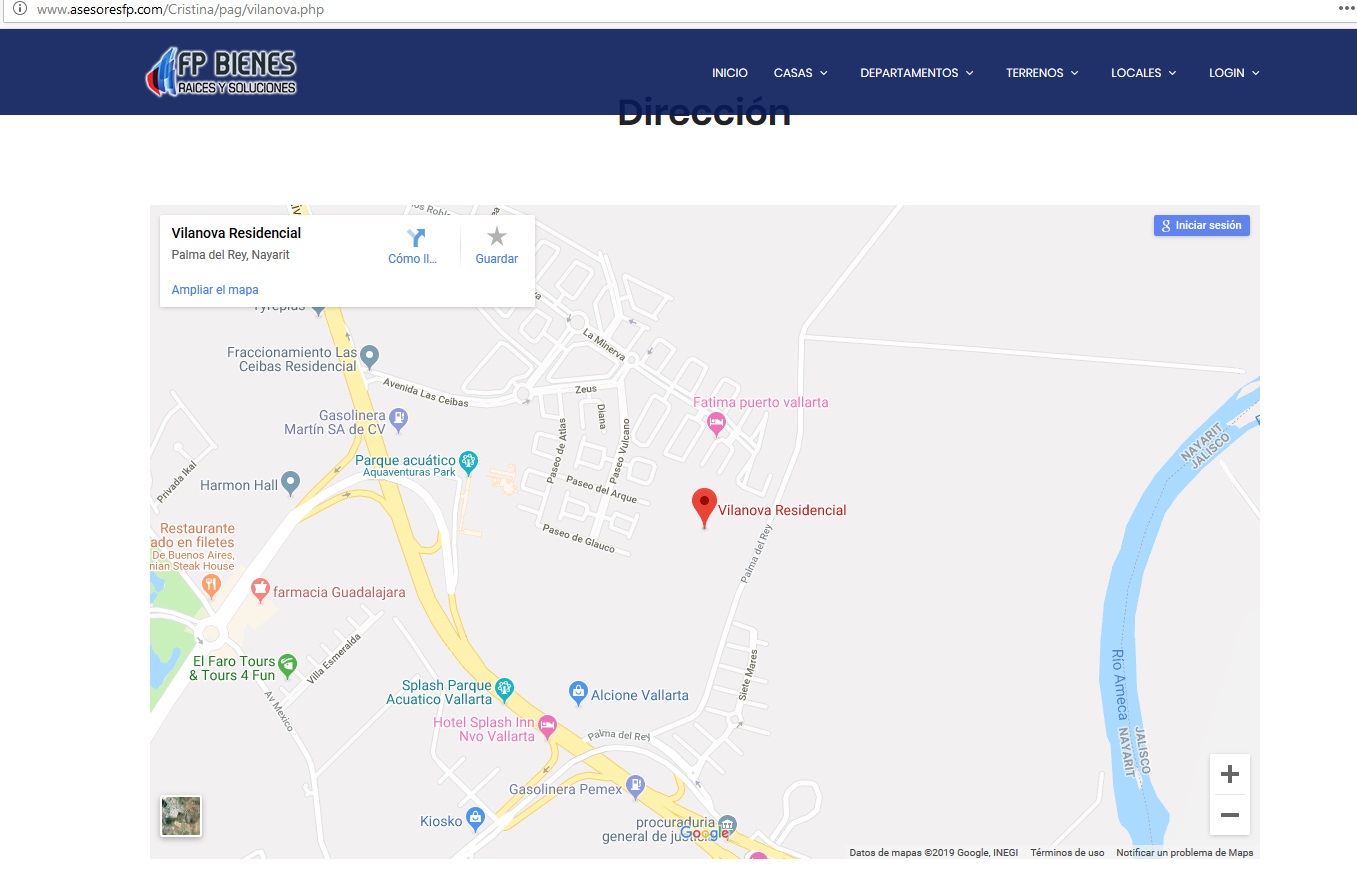 www.asesoresfp.com/Cristina/pag/vilanova.php
FP BIENES
RAICES Y SOLUCIONES
INICIO
CASAS
DEPARTAMENTOS
TERRENOS
LOCALES
LOGIN
Dirección
Vilanova Residencial
Palma del Rey, Nayarit
Ampliar el mapa
Cómo ll...
Guardar
Iniciar sesión
Tyreplus
Fraccionamiento Las
Ceibas Residencial
Avenida Las Ceibas
La Minerva
Zeus
Diana
Paseo de Atlas
Paseo Vulcano
Paseo del Arque
Paseo de Glauco
Fatima puerto vallarta
Gasolinera
Martín SA de CV
Parque acuático
Aquaventuras Park
Privada Ikal
Harmon Hall
Vilanova Residencial
Palma del Rey
NAYARIT
JALISCO
Restaurante
ado en filetes
De Buenos Aires,
nian Steak House
farmacia Guadalajara
El Faro Tours
& Tours 4 Fun
Villa Esmeralda
Av Mexico
Splash Parque
Acuatico Vallarta
Alcione Vallarta
Siete Mares
Hotel Splash Inn
Nvo Vallarta
Palma del Rey
Río Ameca
JALISCO
NAYARIT
Gasolinera Pemex
Kiosko
procuraduria
general de justic
Google
Datos de mapas ©2019 Google, INEGI
Términos de uso
Notificar un problema de Maps